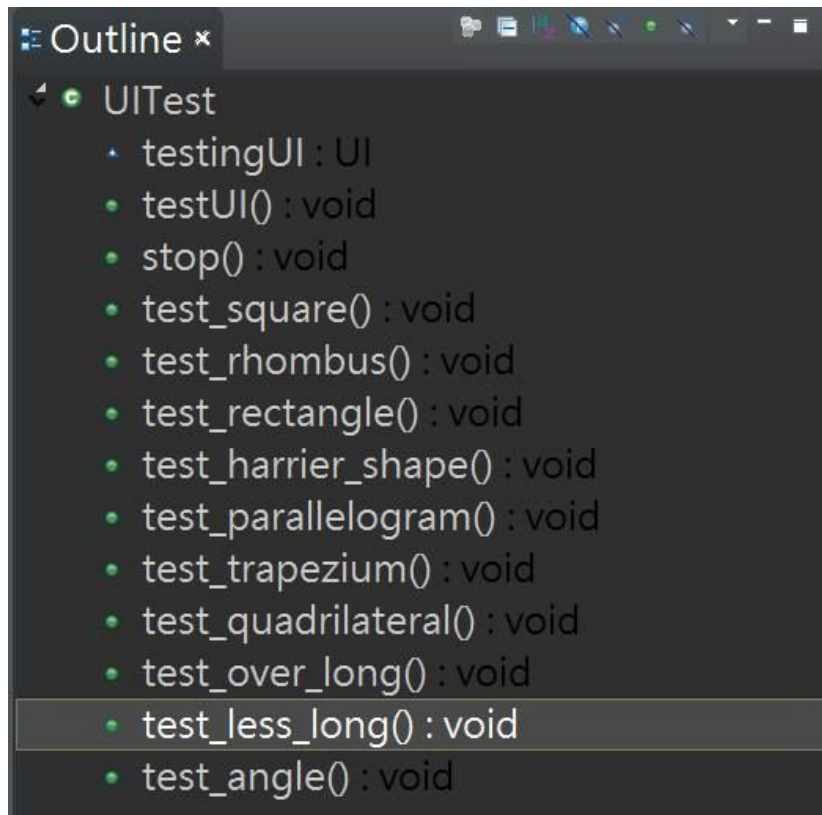 Outline
UITest
testingUI : UI
testUI() : void
stop() : void
test_square() : void
test_rhombus() : void
test_rectangle() : void
test_harrier_shape() : void
test_parallelogram() : void
test_trapezium() : void
test_quadrilateral() : void
test_over_long() : void
test_less_long() : void
test_angle() : void